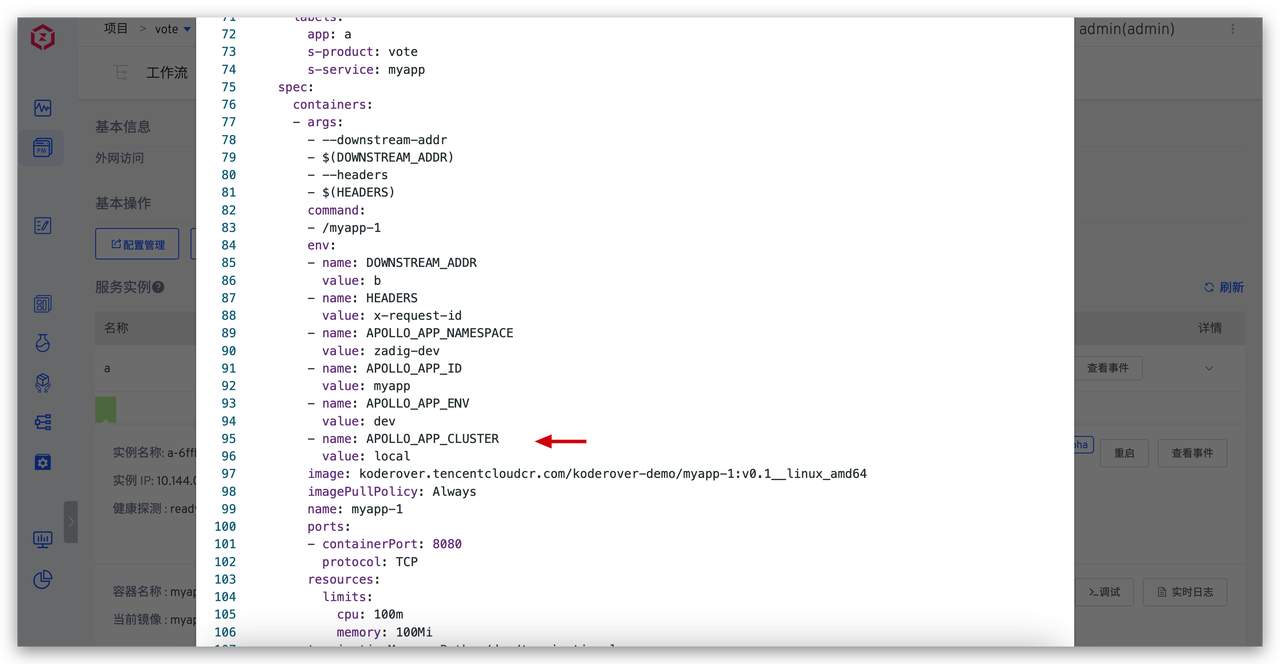 项目 > vote
admin(admin)
工作流
基本信息
外网访问
基本操作
配置管理
服务实例
刷新
名称
详情
a
查看事件
实例名称: a-6ff
重启
查看事件
实例 IP: 10.144.
健康探测 : read
容器名称 : mya
调试
实时日志
当前镜像 : mya
71 labels:
72 app: a
73 s-product: vote
74 s-service: myapp
75 spec:
76 containers:
77 - args:
78 - --downstream-addr
79 - $(DOWNSTREAM_ADDR)
80 - --headers
81 - $(HEADERS)
82 command:
83 - /myapp-1
84 env:
85 - name: DOWNSTREAM_ADDR
86 value: b
87 - name: HEADERS
88 value: x-request-id
89 - name: APOLLO_APP_NAMESPACE
90 value: zadig-dev
91 - name: APOLLO_APP_ID
92 value: myapp
93 - name: APOLLO_APP_ENV
94 value: dev
95 - name: APOLLO_APP_CLUSTER
96 value: local
97 image: koderover.tencentcloudcr.com/koderover-demo/myapp-1:v0.1__linux_amd64
98 imagePullPolicy: Always
99 name: myapp-1
100 ports:
101 - containerPort: 8080
102 protocol: TCP
103 resources:
104 limits:
105 cpu: 100m
106 memory: 100Mi